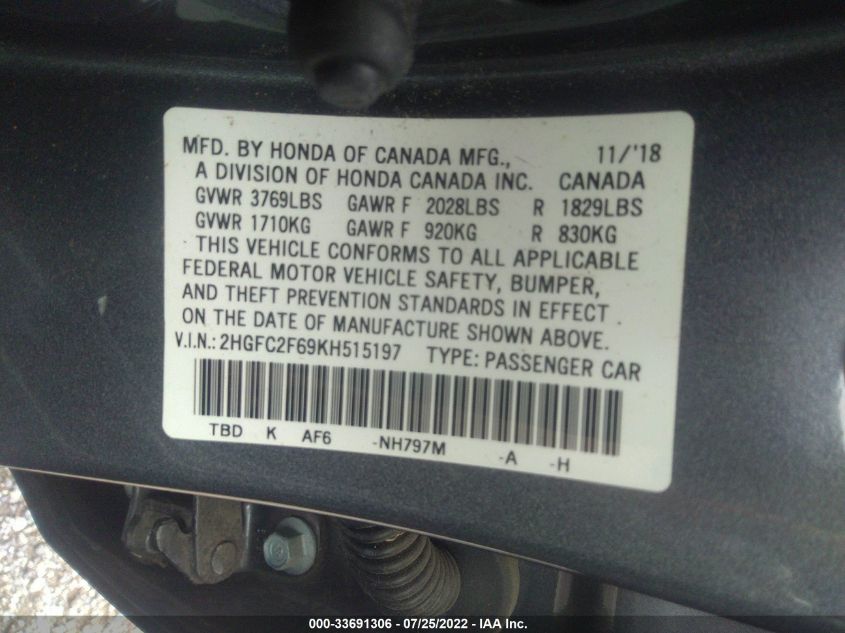 MFD. BY HONDA OF CANADA MFG., 11/'18
A DIVISION OF HONDA CANADA INC. CANADA
GVWR 3769LBS GAWR F 2028LBS R 1829LBS
GVWR 1710KG GAWR F 920KG R 830KG
THIS VEHICLE CONFORMS TO ALL APPLICABLE
FEDERAL MOTOR VEHICLE SAFETY, BUMPER,
AND THEFT PREVENTION STANDARDS IN EFFECT
ON THE DATE OF MANUFACTURE SHOWN ABOVE.
V.I.N.: 2HGFC2F69KH515197 TYPE: PASSENGER CAR
TBD K AF6 -NH797M -A -H
000-33691306 - 07/25/2022 - IAA Inc.